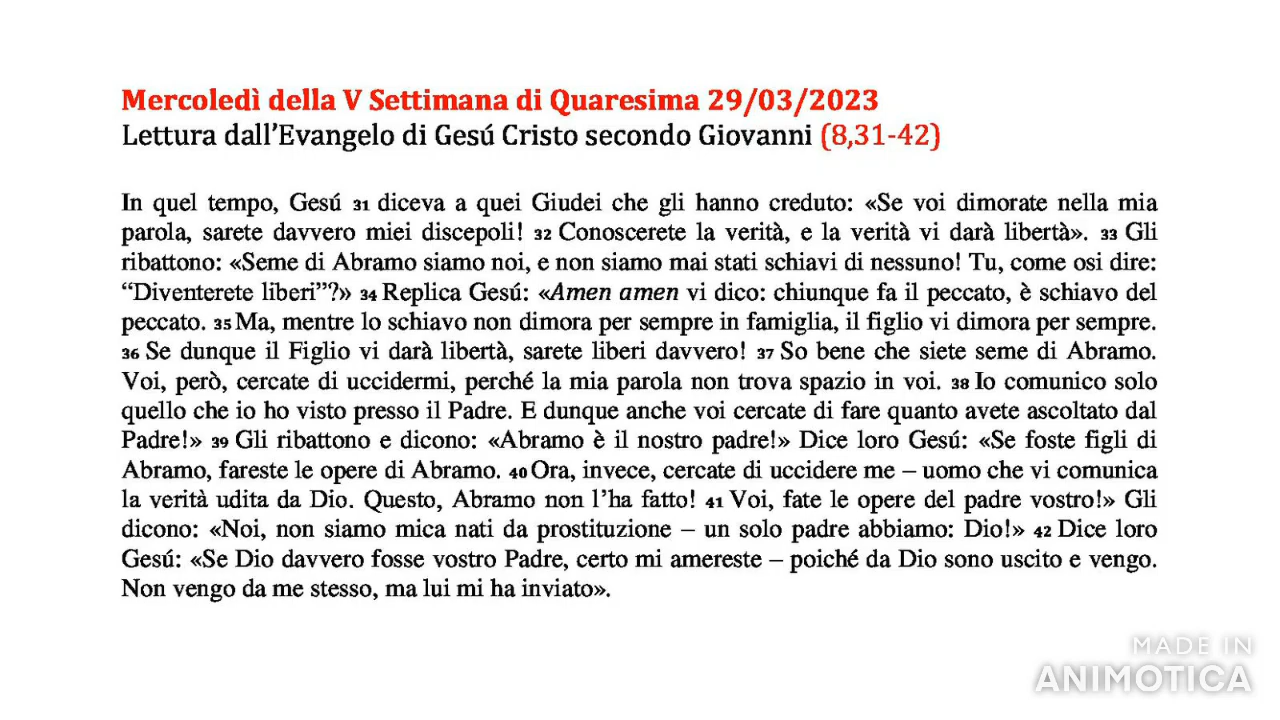 Mercoledì della V Settimana di Quaresima 29/03/2023
Lettura dall’Evangelo di Gesú Cristo secondo Giovanni (8,31-42)
In quel tempo, Gesú 31 diceva a quei Giudei che gli hanno creduto: «Se voi dimorate nella mia
parola, sarete davvero miei discepoli! 32 Conoscerete la verità, e la verità vi darà libertà». 33 Gli
ribattono: «Seme di Abramo siamo noi, e non siamo mai stati schiavi di nessuno! Tu, come osi dire:
“Diventerete liberi”?» 34 Replica Gesú: «Amen amen vi dico: chiunque fa il peccato, è schiavo del
peccato. 35 Ma, mentre lo schiavo non dimora per sempre in famiglia, il figlio vi dimora per sempre.
36 Se dunque il Figlio vi darà libertà, sarete liberi davvero! 37 So bene che siete seme di Abramo.
Voi, però, cercate di uccidermi, perché la mia parola non trova spazio in voi. 38 Io comunico solo
quello che io ho visto presso il Padre. E dunque anche voi cercate di fare quanto avete ascoltato dal
Padre!» 39 Gli ribattono e dicono: «Abramo è il nostro padre!» Dice loro Gesú: «Se foste figli di
Abramo, fareste le opere di Abramo. 40 Ora, invece, cercate di uccidere me – uomo che vi comunica
la verità udita da Dio. Questo, Abramo non l’ha fatto! 41 Voi, fate le opere del padre vostro!» Gli
dicono: «Noi, non siamo mica nati da prostituzione – un solo padre abbiamo: Dio!» 42 Dice loro
Gesú: «Se Dio davvero fosse vostro Padre, certo mi amereste – poiché da Dio sono uscito e vengo.
Non vengo da me stesso, ma lui mi ha inviato».
MADE IN
ANIMOTICA